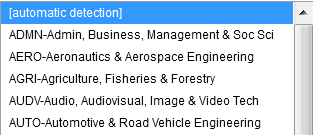 [automatic detection]
ADMN-Admin, Business, Management & Soc Sci
AERO-Aeronautics & Aerospace Engineering
AGRI-Agriculture, Fisheries & Forestry
AUDV-Audio, Audiovisual, Image & Video Tech
AUTO-Automotive & Road Vehicle Engineering